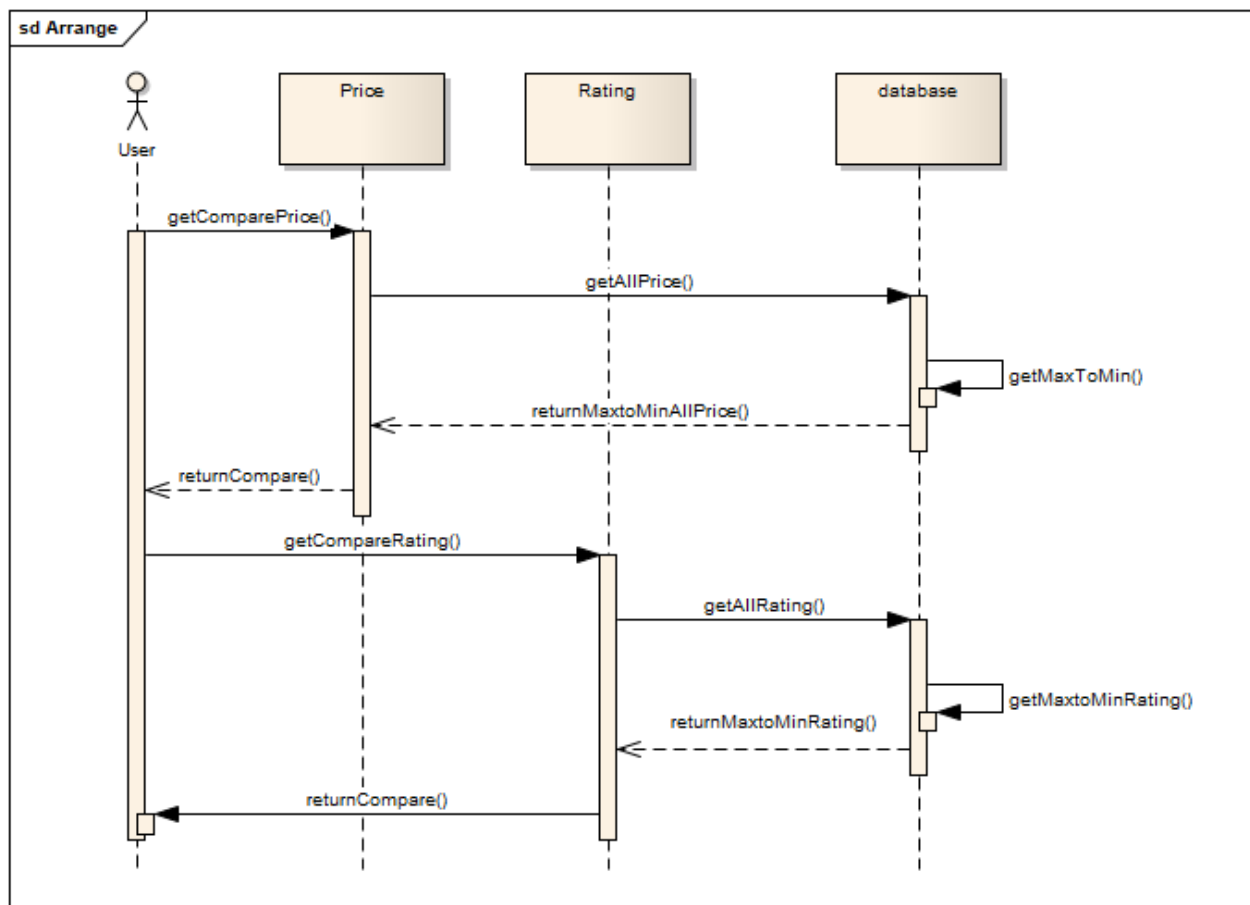 sd Arrange
User
Price
Rating
database
getComparePrice()
getAllPrice()
getMaxToMin()
returnMaxtoMinAllPrice()
returnCompare()
getCompareRating()
getAllRating()
getMaxtoMinRating()
returnMaxtoMinRating()
returnCompare()